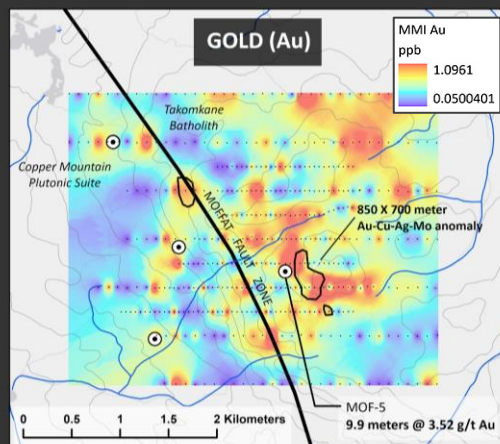 GOLD (Au)
MMI Au
ppb
1.0961
0.0500401
Takomkane
Batholith
Copper Mountain
Plutonic Suite
MOFFAT FAULT ZONE
850 X 700 meter
Au-Cu-Ag-Mo anomaly
MOF-5
9.9 meters @ 3.52 g/t Au
0 0.5 1 1.5 2 Kilometers